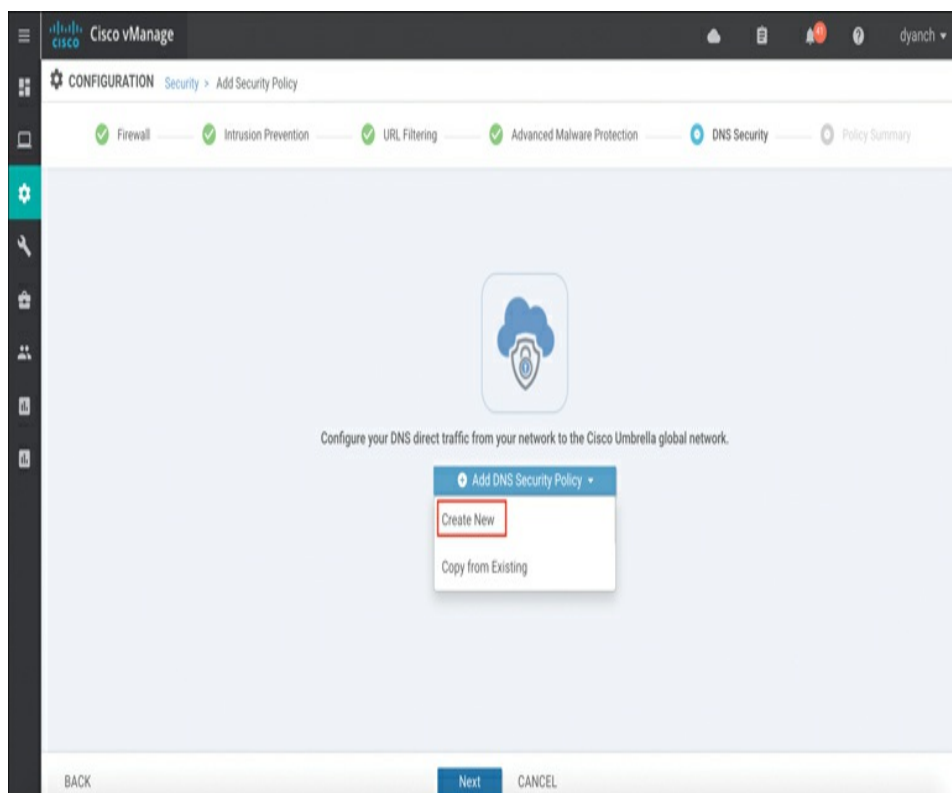 CISCO Cisco vManage dyanch
CONFIGURATION Security > Add Security Policy
Firewall Intrusion Prevention URL Filtering Advanced Malware Protection DNS Security Policy Summary
Configure your DNS direct traffic from your network to the Cisco Umbrella global network.
Add DNS Security Policy
Create New
Copy from Existing
BACK Next CANCEL